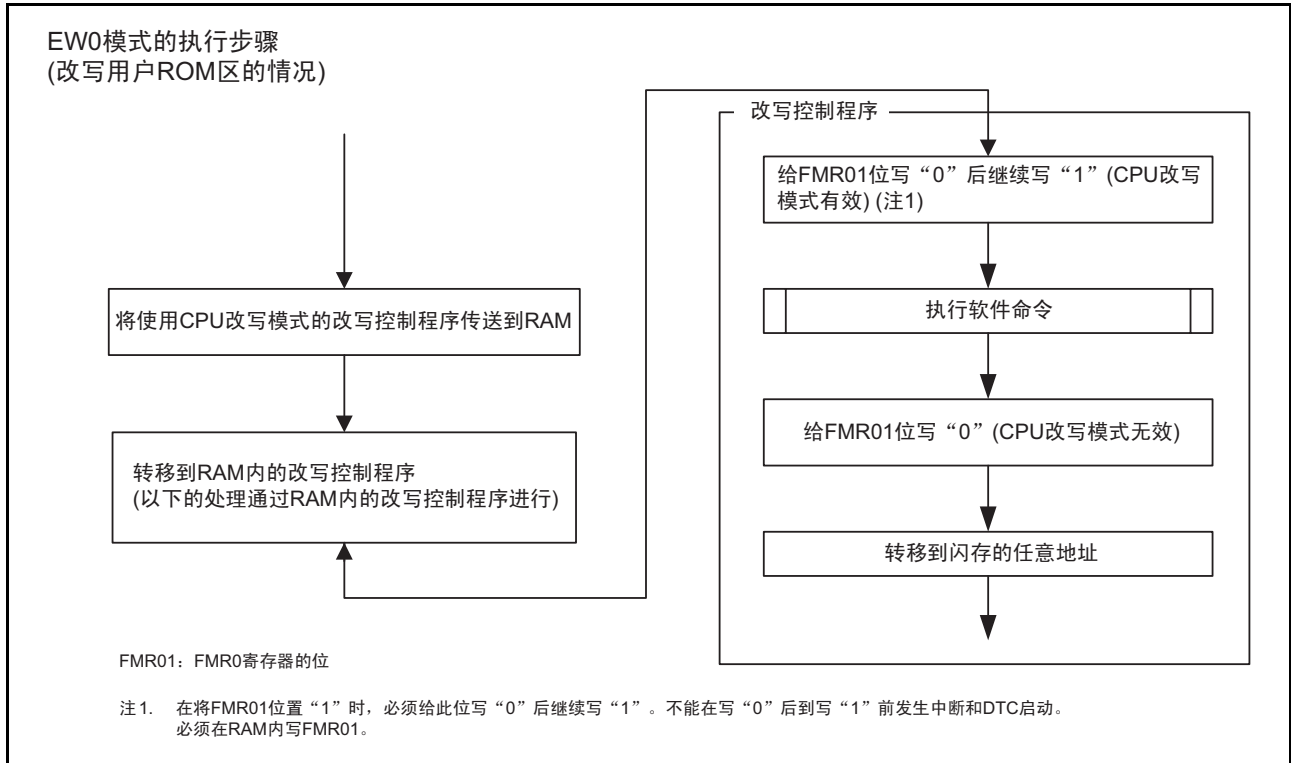 EW0模式的执行步骤
(改写用户ROM区的情况)
将使用CPU改写模式的改写控制程序传送到RAM
转移到RAM内的改写控制程序
(以下的处理通过RAM内的改写控制程序进行)
改写控制程序
给FMR01位写“0”后继续写“1”(CPU改写
模式有效) (注1)
执行软件命令
给FMR01位写“0”(CPU改写模式无效)
转移到闪存的任意地址
FMR01：FMR0寄存器的位
注1. 在将FMR01位置“1”时，必须给此位写“0”后继续写“1”。不能在写“0”后到写“1”前发生中断和DTC启动。
必须在RAM内写FMR01。